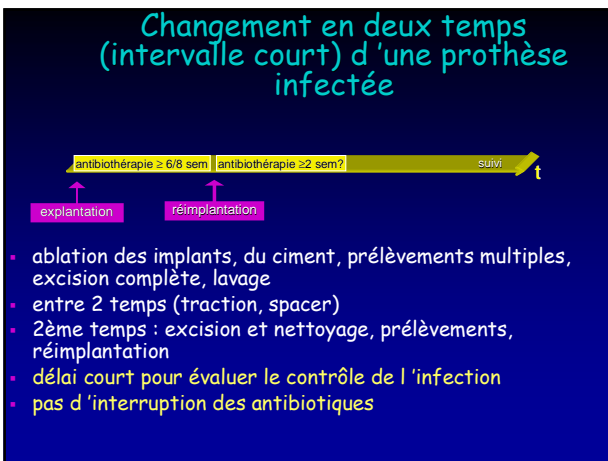 Changement en deux temps
(intervalle court) d ’une prothèse
infectée
antibiothérapie ≥ 6/8 sem antibiothérapie ≥2 sem? suivi
t
explantation réimplantation
▪ ablation des implants, du ciment, prélèvements multiples,
excision complète, lavage
▪ entre 2 temps (traction, spacer)
▪ 2ème temps : excision et nettoyage, prélèvements,
réimplantation
▪ délai court pour évaluer le contrôle de l ’infection
▪ pas d ’interruption des antibiotiques